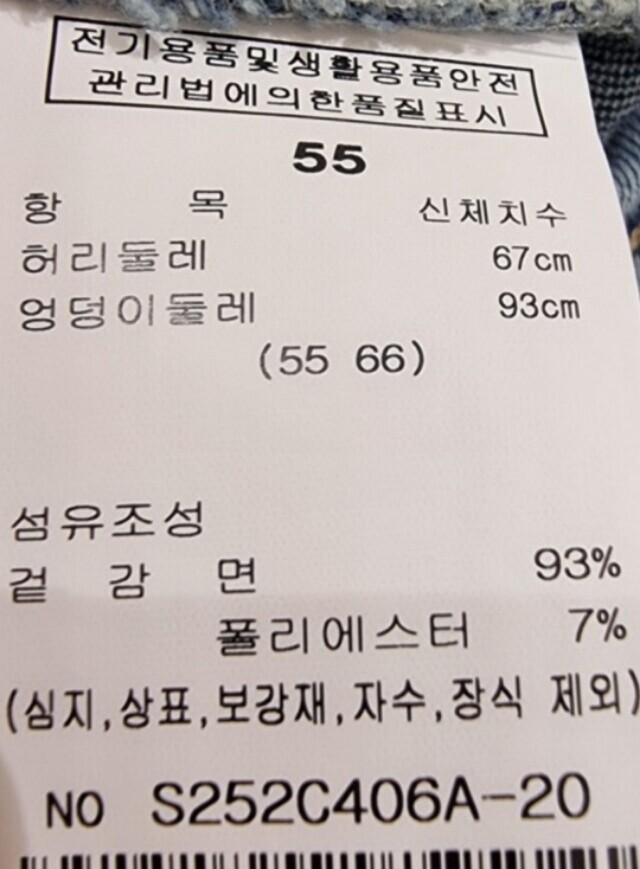 전기용품및생활용품안전
관리법에의한품질표시
55
항 목 신체치수
허리둘레 67cm
엉덩이둘레 93cm
(55 66)
섬유조성
겉 감 면 93%
폴리에스터 7%
(심지,상표,보강재,자수,장식 제외)
NO S252C406A-20